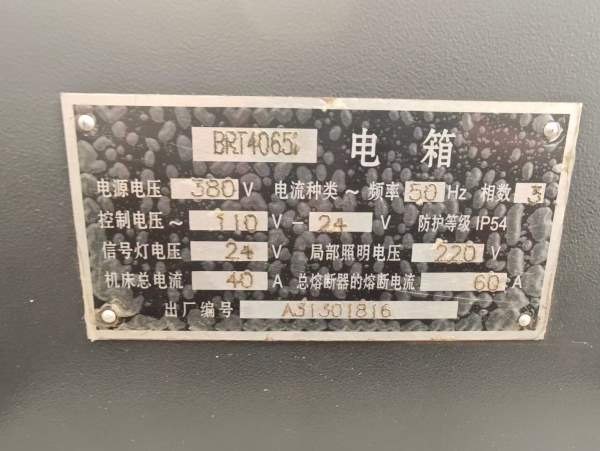 BRT4065i 电箱
电源电压 380 V 电流种类 ~ 频率 50 Hz 相数 3
控制电压 ~ 110 V - 24 V 防护等级 IP54
信号灯电压 24 V 局部照明电压 220 V
机床总电流 40 A 总熔断器的熔断电流 60 A
出厂编号 A31301816